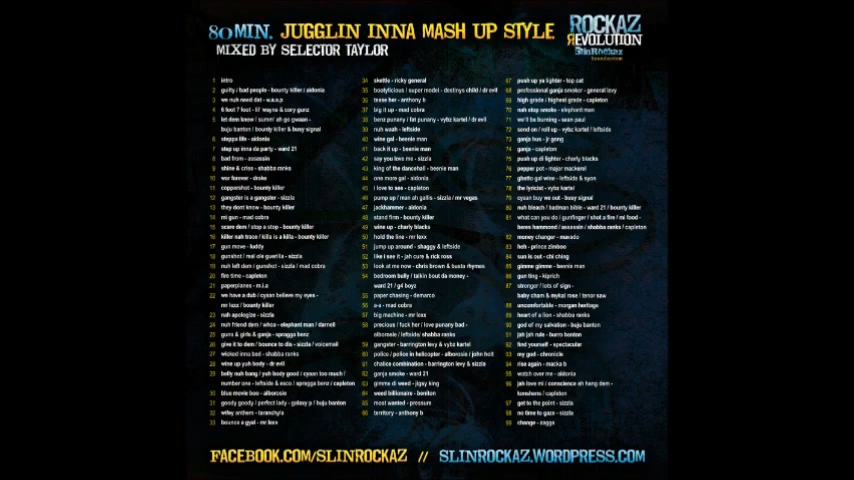 80 MIN. JUGGLIN INNA MASH UP STYLE
MIXED BY SELECTOR TAYLOR
ROCKAZ
REVOLUTION
SlinRockaz
1 intro
2 guilty / bad people - bounty killer / aidonia
3 we nuh need dat - w.a.s.p
4 6 foot 7 foot - lil' wayne & cory gunz
5 let dem know / summ' ah go gwaan -
buju banton / bounty killer & busy signal
6 steppa life - aidonia
7 step up inna da party - ward 21
8 bad from - assassin
9 shine & criss - shabba ranks
10 war forever - drake
11 coppershot - bounty killer
12 gangsta is a gangster - sizzla
13 they dont know - bounty killer
14 mi gun - mad cobra
15 scare dem / stop a stop - bounty killer
16 killer nah trace / killa is a killa - bounty killer
17 gun move - luddy
18 gunshot / real ole guerilla - sizzla
19 nuh left dem / gunshot - sizzla / mad cobra
20 fire time - capleton
21 paperplanes - m.i.a
22 we have a dub / cyaan believe my eyes -
mr lexx / bounty killer
23 nah apologize - sizzla
24 nuh friend dem / whoa - elephant man / darnell
25 guns & girls & ganja - spragga benz
26 give it to dem / bounce to dis - sizzla / voicemail
27 wicked inna bed - shabba ranks
28 wine up yuh body - dr evil
29 belly nuh bang / yuh body good / cyaan too much /
number one - leftside & esco / spragga benz / capleton
30 blue movie boo - alborosie
31 goody goody / perfect lady - galaxy p / buju banton
32 wifey anthem - teranchyla
33 bounce a gyal - mr lexx
34 skettle - ricky general
35 bootylicious / super model - destinys child / dr evil
36 tease her - anthony b
37 big it up - mad cobra
38 benz punany / fat punany - vybz kartel / dr evil
39 nuh wash - leftside
40 wine gal - beenie man
41 back it up - beenie man
42 say you love me - sizzla
43 king of the dancehall - beenie man
44 one more gal - aidonia
45 i love to see - capleton
46 pump up / man ah gallis - sizzla / mr vegas
47 jackhammer - aidonia
48 stand firm - bounty killer
49 wine up - charly blacks
50 hold the line - mr lexx
51 jump up around - shaggy & leftside
52 like i see it - jah cure & rick ross
53 look at me now - chris brown & busta rhymes
54 bedroom bully / talkin bout da money -
ward 21 / g4 boyz
55 paper chasing - demarco
56 a-a - mad cobra
57 big machine - mr lexx
58 precious / fuck her / love punany bad -
alborosie / leftside/ shabba ranks
59 gangster - barrington levy & vybz kartel
60 police / police in helicopter - alborosie / john holt
61 chalice combination - barrington levy & sizzla
62 ganja smoke - ward 21
63 gimme di weed - jigsy king
64 weed billionaire - beniton
65 most wanted - pressure
66 territory - anthony b
67 push up ya lighter - top cat
68 professional ganja smoker - general levy
69 high grade / highest grade - capleton
70 nah stop smoke - elephant man
71 we'll be burning - sean paul
72 send on / roll up - vybz kartel / leftside
73 ganja bus - jr gong
74 ganja - capleton
75 push up di lighter - charly blacks
76 pepper pot - major mackerel
77 ghetto gal wine - leftside & syon
78 the lyricist - vybz kartel
79 cyaan buy we out - busy signal
80 nuh bleach / badman bible - ward 21 / bounty killer
81 what can you do / gunfinger / shot a fire / mi food -
beres hammond / assassin / shabba ranks / capleton
82 money changer - mavado
83 heh - prince zimboo
84 sun is out - chi ching
85 gimme gimme - beenie man
86 gun ting - kiprich
87 stronger / lots of sign -
baby cham & mykal rose / tenor saw
88 uncomfortable - morgan heritage
89 heart of a lion - shabba ranks
90 god of my salvation - buju banton
91 jah jah rule - burro banton
92 find yourself - spectacular
93 my god - chronicle
94 rise again - macka b
95 watch over me - aidonia
96 jah love mi / conscience ah hang dem -
/ capleton
97 get to the point - sizzla
98 no time to gaze - sizzla
99 change - zagga
FACEBOOK.COM/SLINROCKAZ // SLINROCKAZ.WORDPRESS.COM